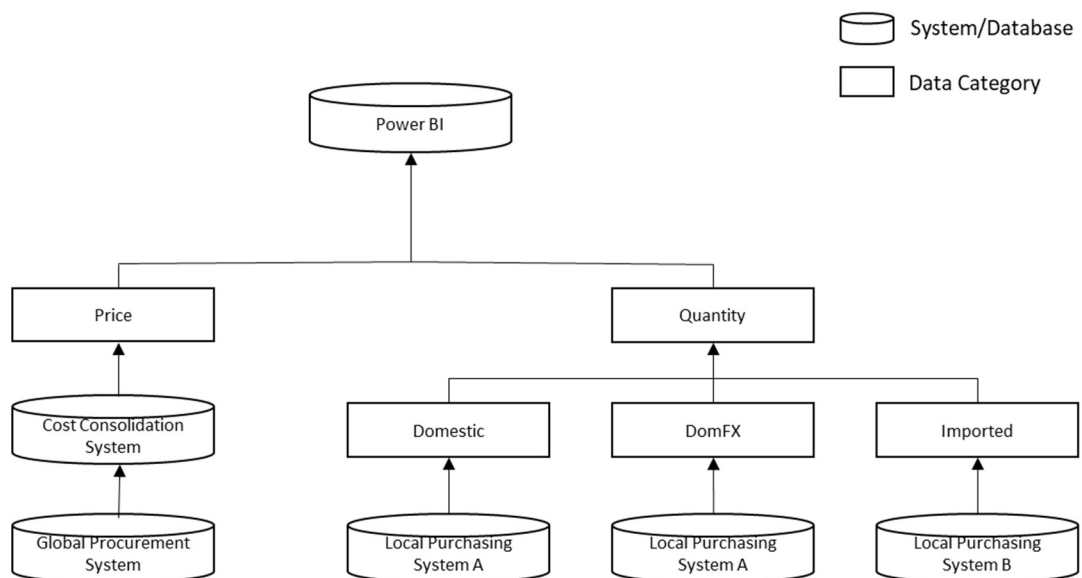 System/Database
Data Category
Power BI
Price
Quantity
Cost Consolidation
System
Domestic
DomFX
Imported
Global Procurement
System
Local Purchasing
System A
Local Purchasing
System A
Local Purchasing
System B